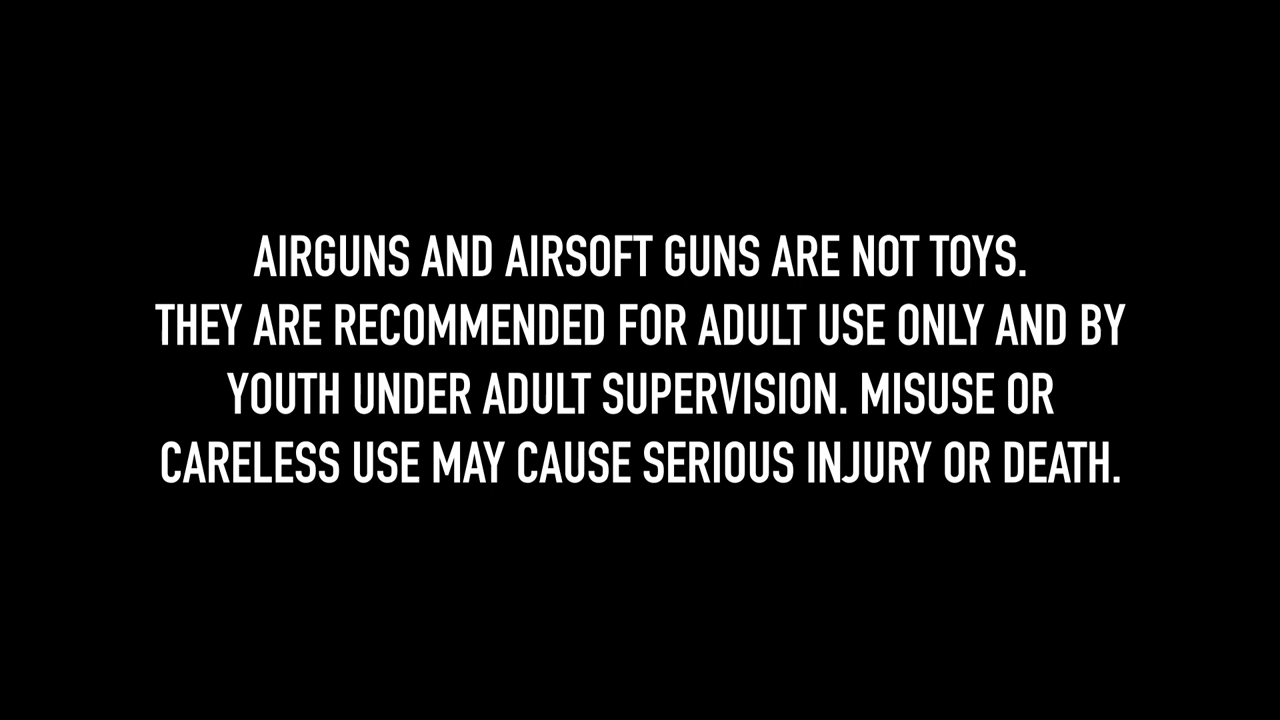 AIRGUNS AND AIRSOFT GUNS ARE NOT TOYS.
THEY ARE RECOMMENDED FOR ADULT USE ONLY AND BY
YOUTH UNDER ADULT SUPERVISION. MISUSE OR
CARELESS USE MAY CAUSE SERIOUS INJURY OR DEATH.